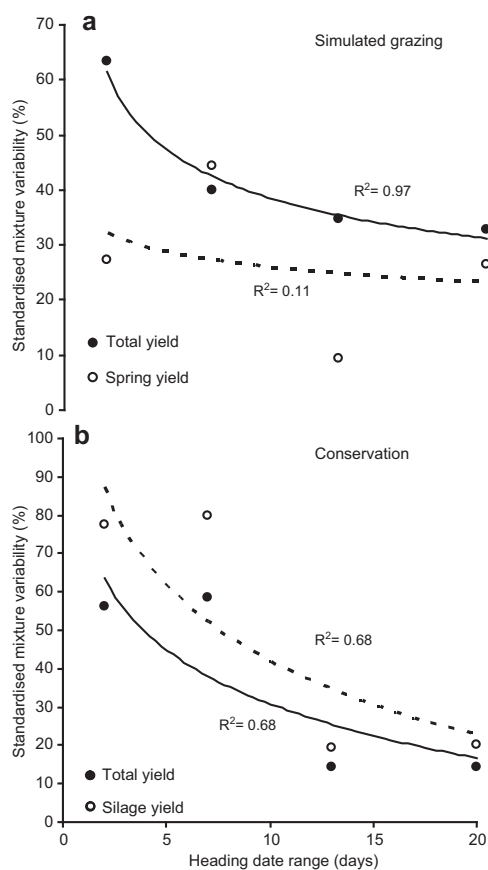 a
Simulated grazing
Standardised mixture variability (%)
70
60
50
40
30
20
10
0
R²= 0.97
R²= 0.11
Total yield
Spring yield
b
Conservation
Standardised mixture variability (%)
100
90
80
70
60
50
40
30
20
10
0
R²= 0.68
R²= 0.68
Total yield
Silage yield
0 5 10 15 20
Heading date range (days)